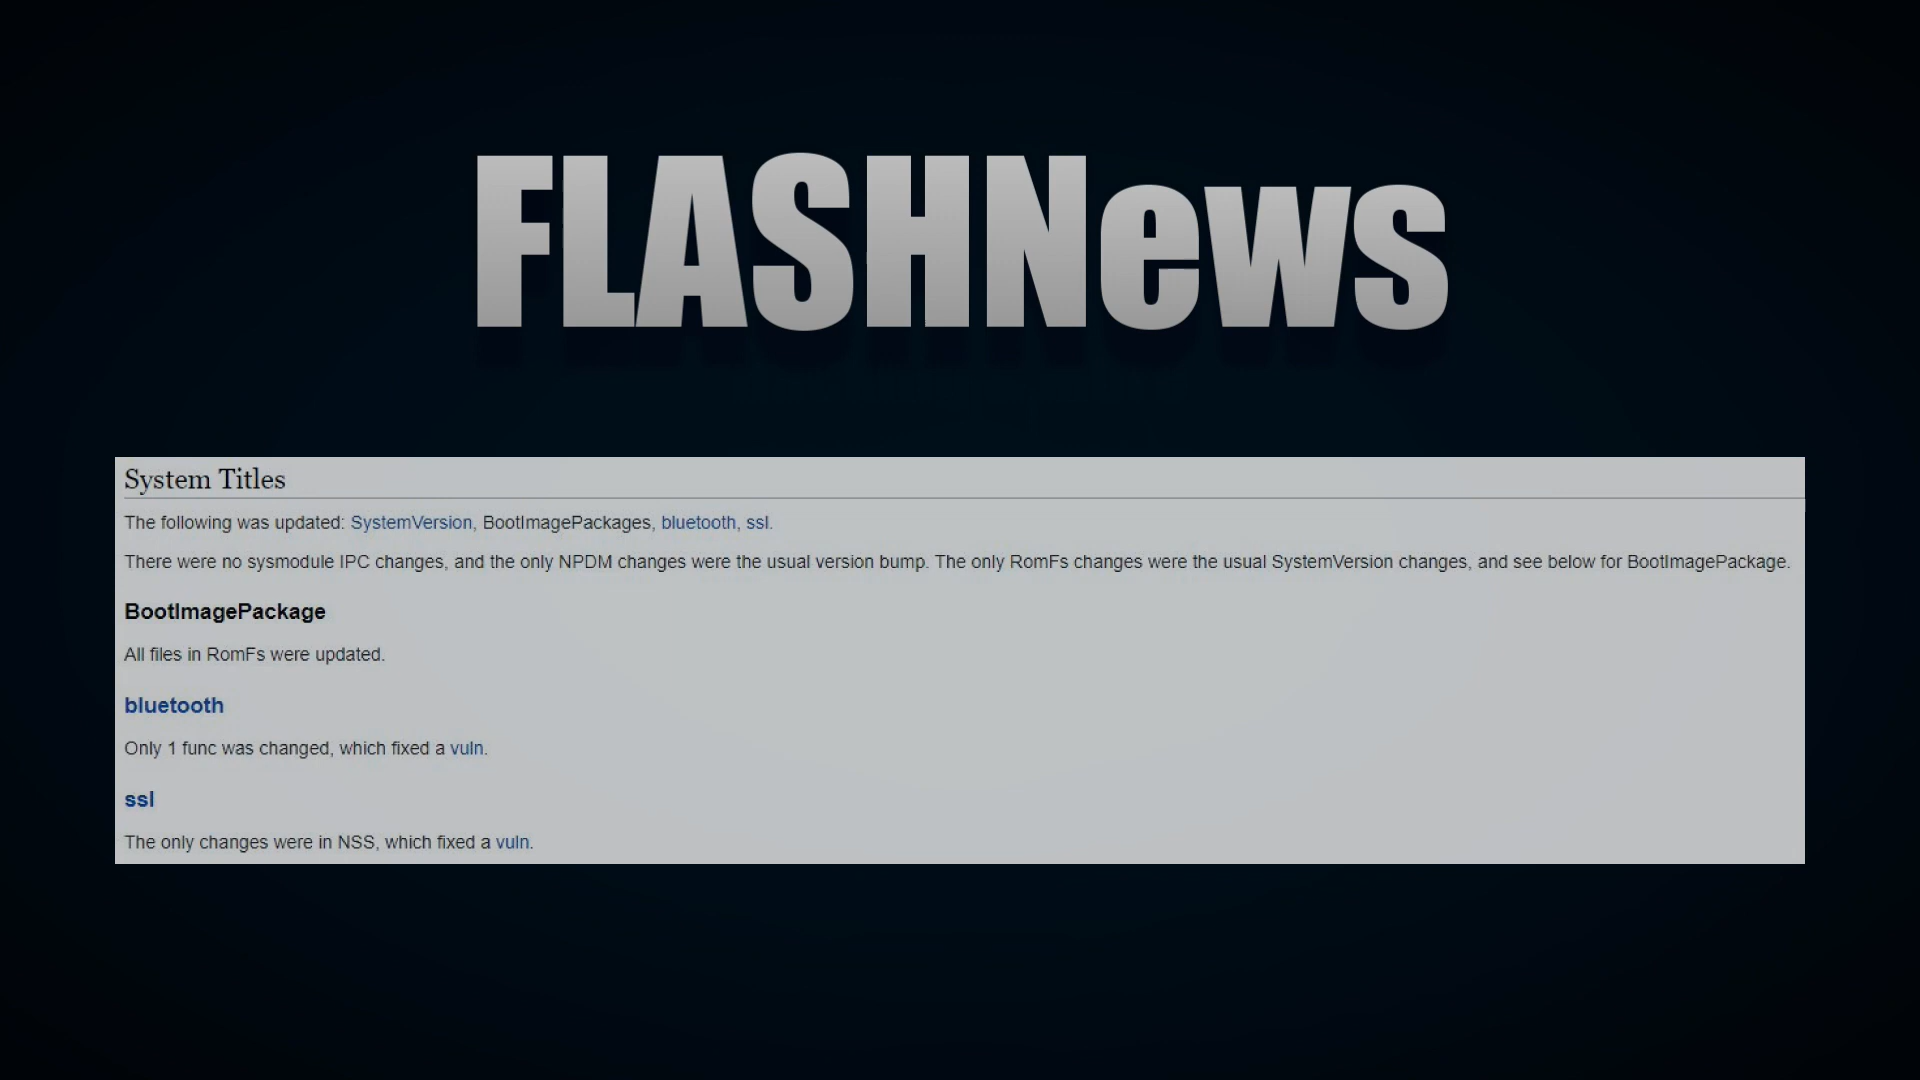 FLASHNews
System Titles
The following was updated: SystemVersion, BootImagePackages, bluetooth, ssl.
There were no sysmodule IPC changes, and the only NPDM changes were the usual version bump. The only RomFs changes were the usual SystemVersion changes, and see below for BootImagePackage.
BootImagePackage
All files in RomFs were updated.
bluetooth
Only 1 func was changed, which fixed a vuln.
ssl
The only changes were in NSS, which fixed a vuln.